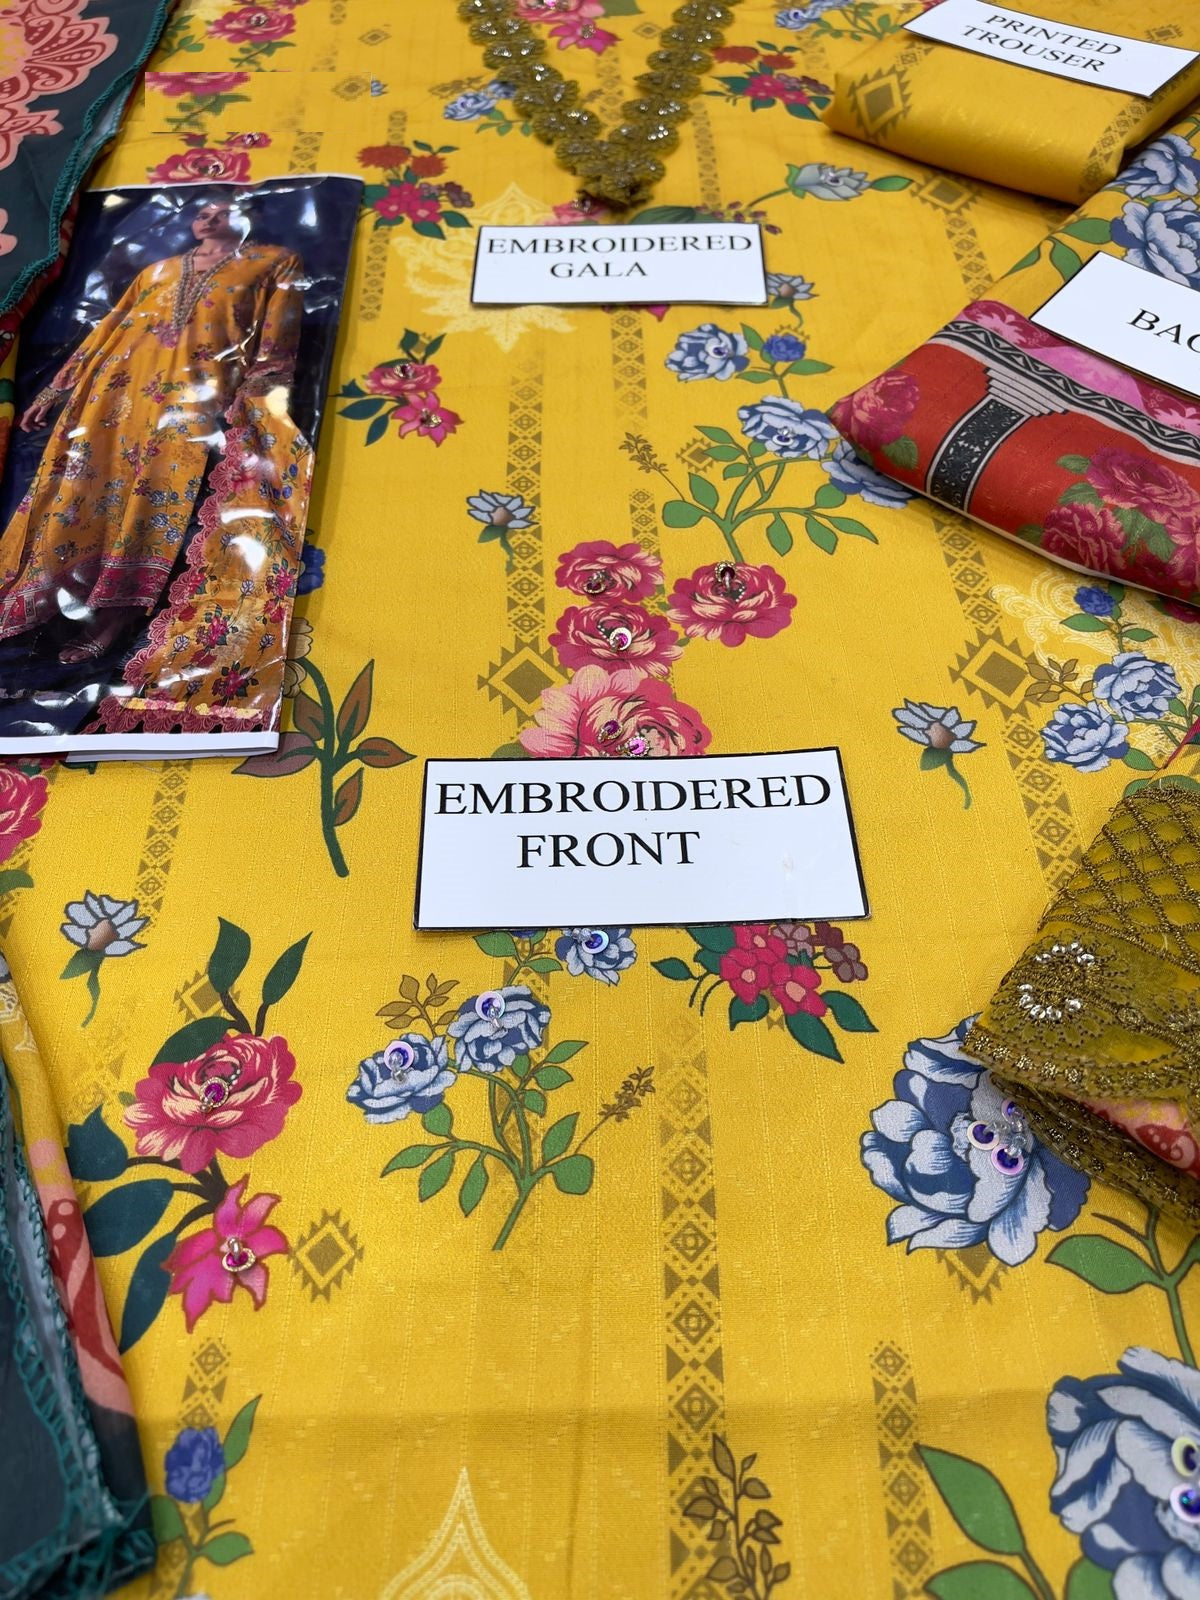 PRINTED
TROUSER
EMBROIDERED
GALA
EMBROIDERED
FRONT